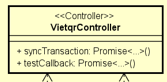 <<Controller>>
VietqrController
+ syncTransaction: Promise<...>()
+ testCallback: Promise<...>()